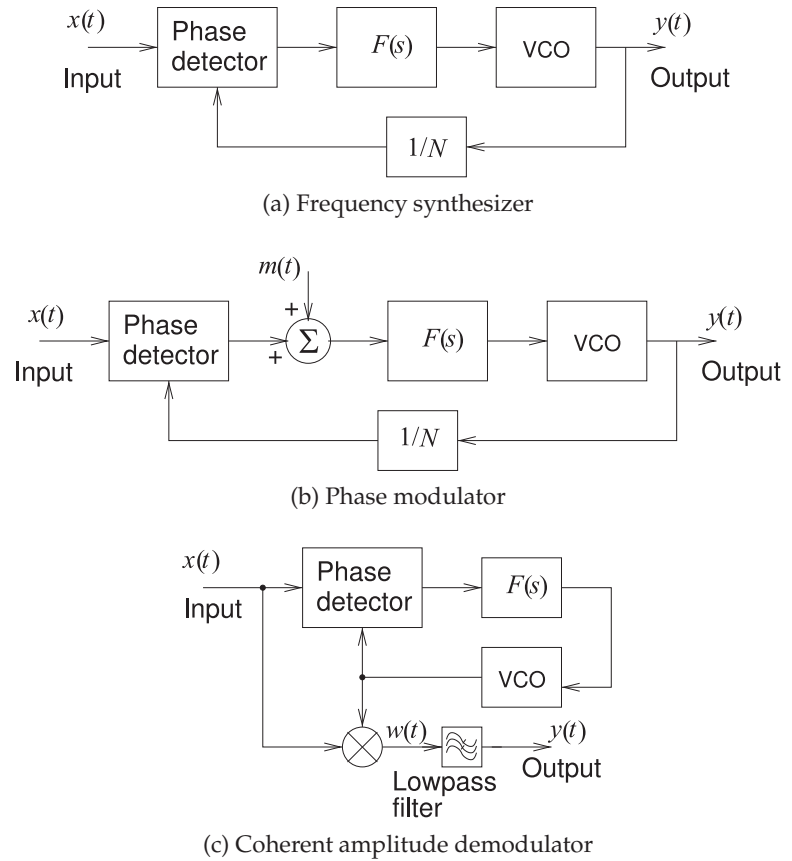 x(t)
Input
Phase
detector
F(s)
VCO
y(t)
Output
1/N
(a) Frequency synthesizer
m(t)
x(t)
Input
Phase
detector
+
+
Σ
F(s)
VCO
y(t)
Output
1/N
(b) Phase modulator
x(t)
Input
Phase
detector
F(s)
VCO
w(t)
y(t)
Lowpass
filter
Output
(c) Coherent amplitude demodulator